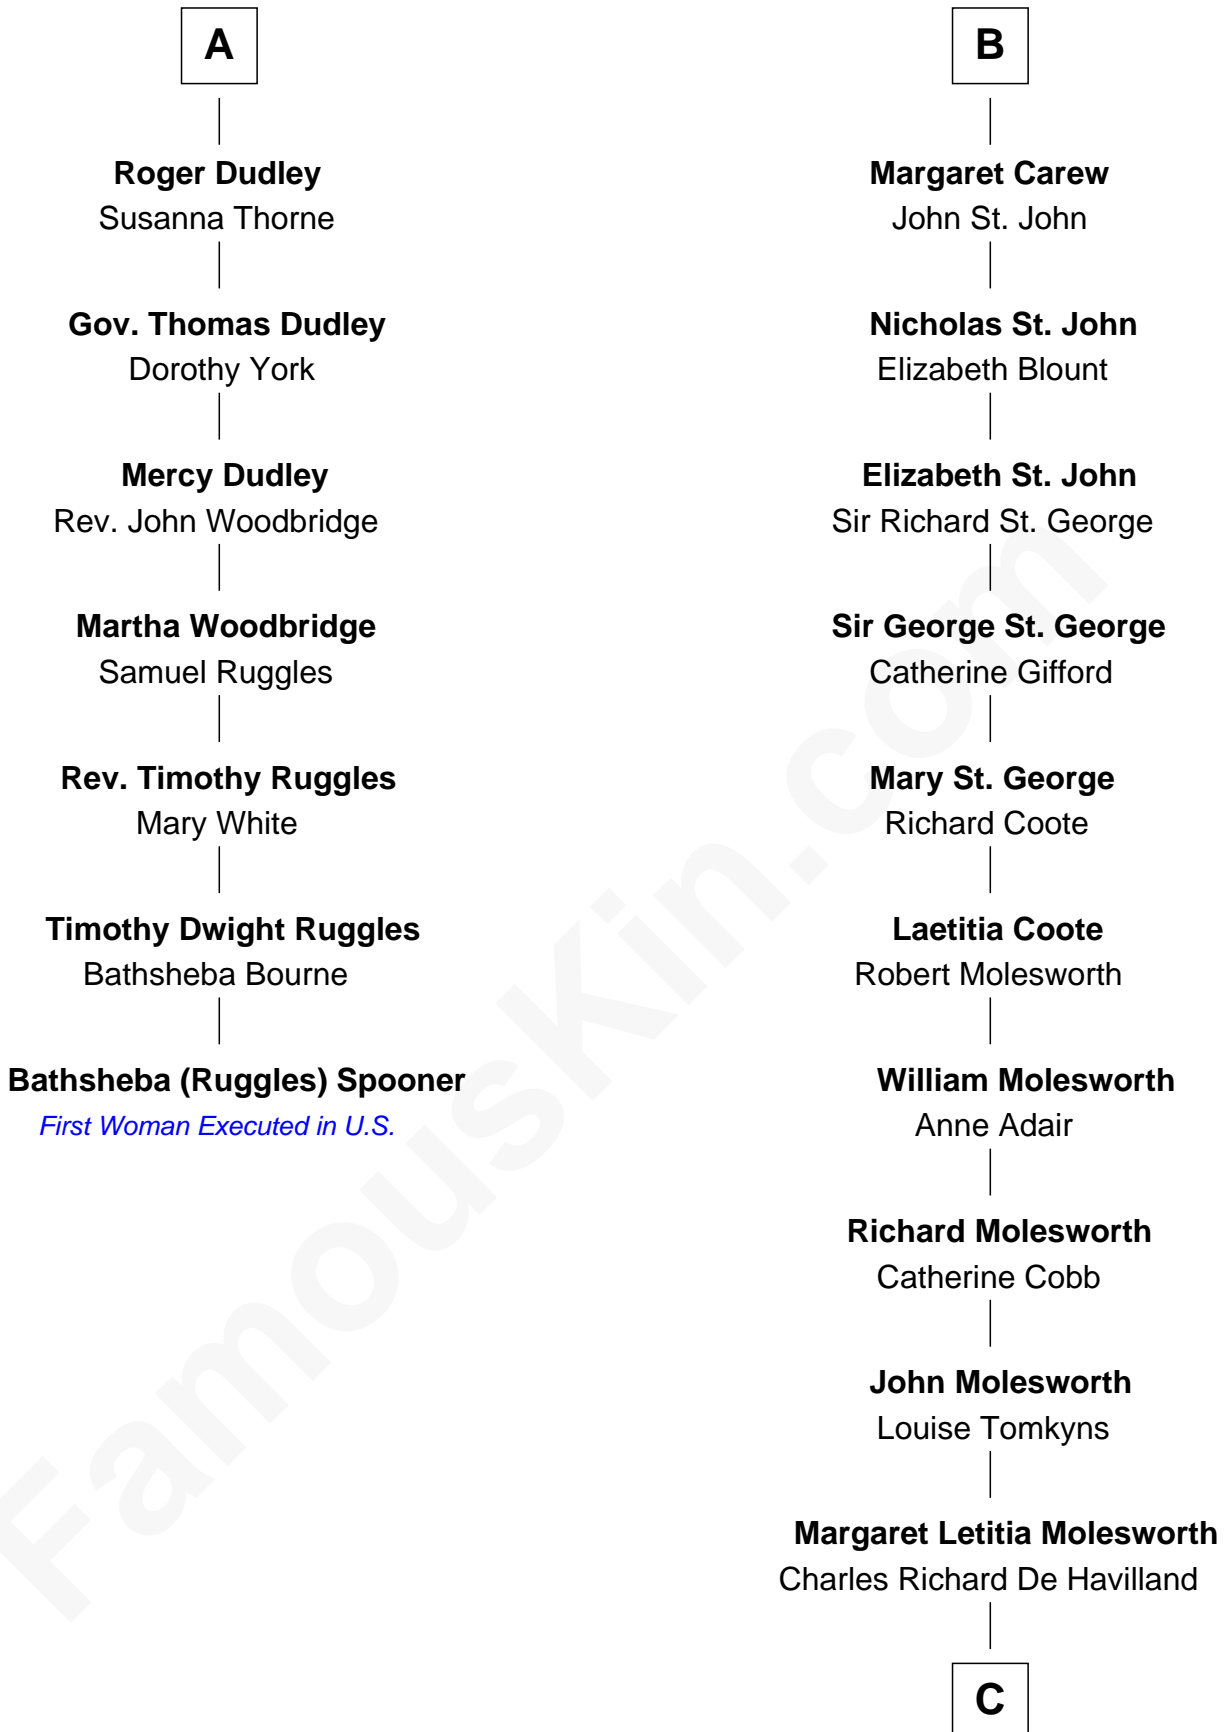 A
Roger Dudley
Susanna Thorne
Gov. Thomas Dudley
Dorothy York
Mercy Dudley
Rev. John Woodbridge
Martha Woodbridge
Samuel Ruggles
Rev. Timothy Ruggles
Mary White
Timothy Dwight Ruggles
Bathsheba Bourne
Bathsheba (Ruggles) Spooner
First Woman Executed in U.S.
B
Margaret Carew
John St. John
Nicholas St. John
Elizabeth Blount
Elizabeth St. John
Sir Richard St. George
Sir George St. George
Catherine Gifford
Mary St. George
Richard Coote
Laetitia Coote
Robert Molesworth
William Molesworth
Anne Adair
Richard Molesworth
Catherine Cobb
John Molesworth
Louise Tomkyns
Margaret Letitia Molesworth
Charles Richard De Havilland
C
FamousKin.com